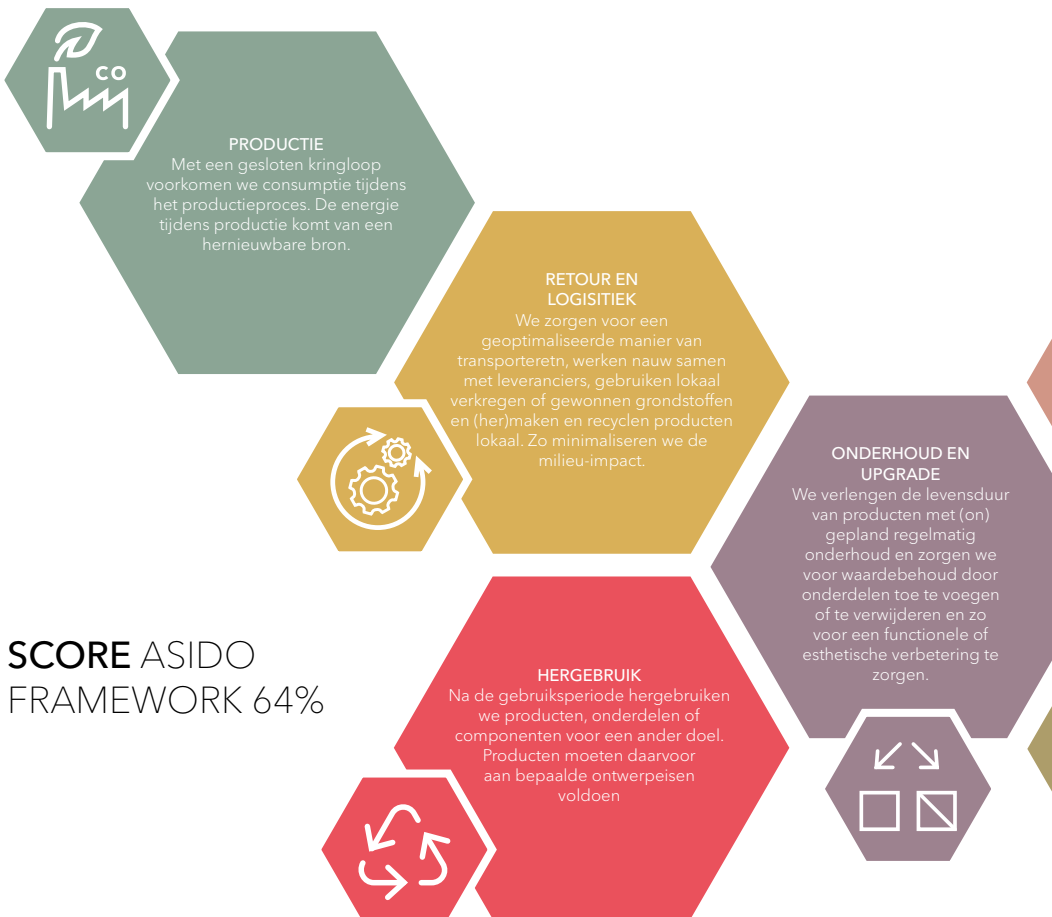 CO
PRODUCTIE
Met een gesloten kringloop
voorkomen we consumptie tijdens
het productieproces. De energie
tijdens productie komt van een
hernieuwbare bron.
RETOUR EN
LOGISITIEK
We zorgen voor een
geoptimaliseerde manier van
transporteretn, werken nauw samen
met leveranciers, gebruiken lokaal
verkregen of gewonnen grondstoffen
en (her)maken en recyclen producten
lokaal. Zo minimaliseren we de
milieu-impact.
ONDERHOUD EN
UPGRADE
We verlengen de levensduur
van producten met (on)
gepland regelmatig
onderhoud en zorgen we
voor waardebehoud door
onderdelen toe te voegen
of te verwijderen en zo
voor een functionele of
esthetische verbetering te
zorgen.
HERGEBRUIK
Na de gebruiksperiode hergebruiken
we producten, onderdelen of
componenten voor een ander doel.
Producten moeten daarvoor
aan bepaalde ontwerpeisen
voldoen
SCORE ASIDO
FRAMEWORK 64%